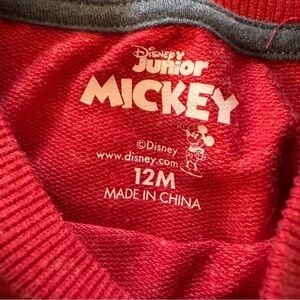 Disney
Junior
MICKEY
©Disney
www.disney.com
12M
MADE IN CHINA